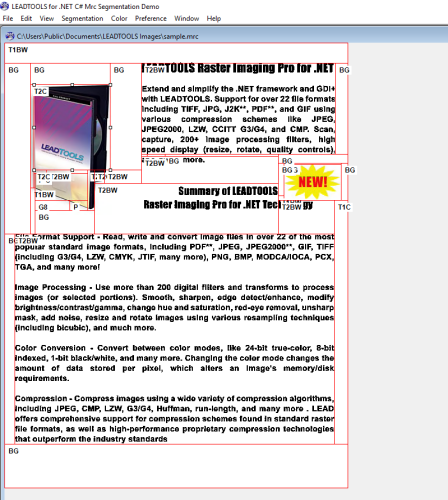 LEADTOOLS for .NET C# Mrc Segmentation Demo
File Edit View Segmentation Color Preference Window Help
C:\Users\Public\Documents\LEADTOOLS Images\sample.mrc
T1BW
BG BG BG T2BW TOOLS Raster Imaging Pro for .NET BG
T2C
Extend and simplify the .NET framework and GDI+
with LEADTOOLS. Support for over 22 file formats
including TIFF, JPG, J2K**, PDF**, and GIF using
various compression schemes like JPEG,
JPEG2000, LZW, CCITT G3/G4, and CMP. Scan,
capture, 200+ image processing filters, high
speed display (resize, rotate, quality controls),
more.
LEADTOOLS
T2BW BG BG
BG BG
T2C T2BW T2BW
NEW!
T2BW
T1BW
Summary of LEADTOOLS
Raster Imaging Pro for .NET
G8 P T2BW T1C
BG
T2BW
File Format Support - Read, write and convert image files in over 22 of the most
popular standard image formats, including PDF**, JPEG, JPEG2000**, GIF, TIFF
(including G3/G4, LZW, CMYK, JTIF, many more), PNG, BMP, MODCA/IOCA, PCX,
TGA, and many more!
Image Processing - Use more than 200 digital filters and transforms to process
images (or selected portions). Smooth, sharpen, edge detect/enhance, modify
brightness/contrast/gamma, change hue and saturation, red-eye removal, unsharp
mask, add noise, resize and rotate images using various resampling techniques
(including bicubic), and much more.
Color Conversion - Convert between color modes, like 24-bit true-color, 8-bit
indexed, 1-bit black/white, and many more. Changing the color mode changes the
amount of data stored per pixel, which alters an image's memory/disk
requirements.
Compression - Compress images using a wide variety of compression algorithms,
including JPEG, CMP, LZW, G3/G4, Huffman, run-length, and many more . LEAD
offers comprehensive support for compression schemes found in standard raster
file formats, as well as high-performance proprietary compression technologies
that outperform the industry standards
BG